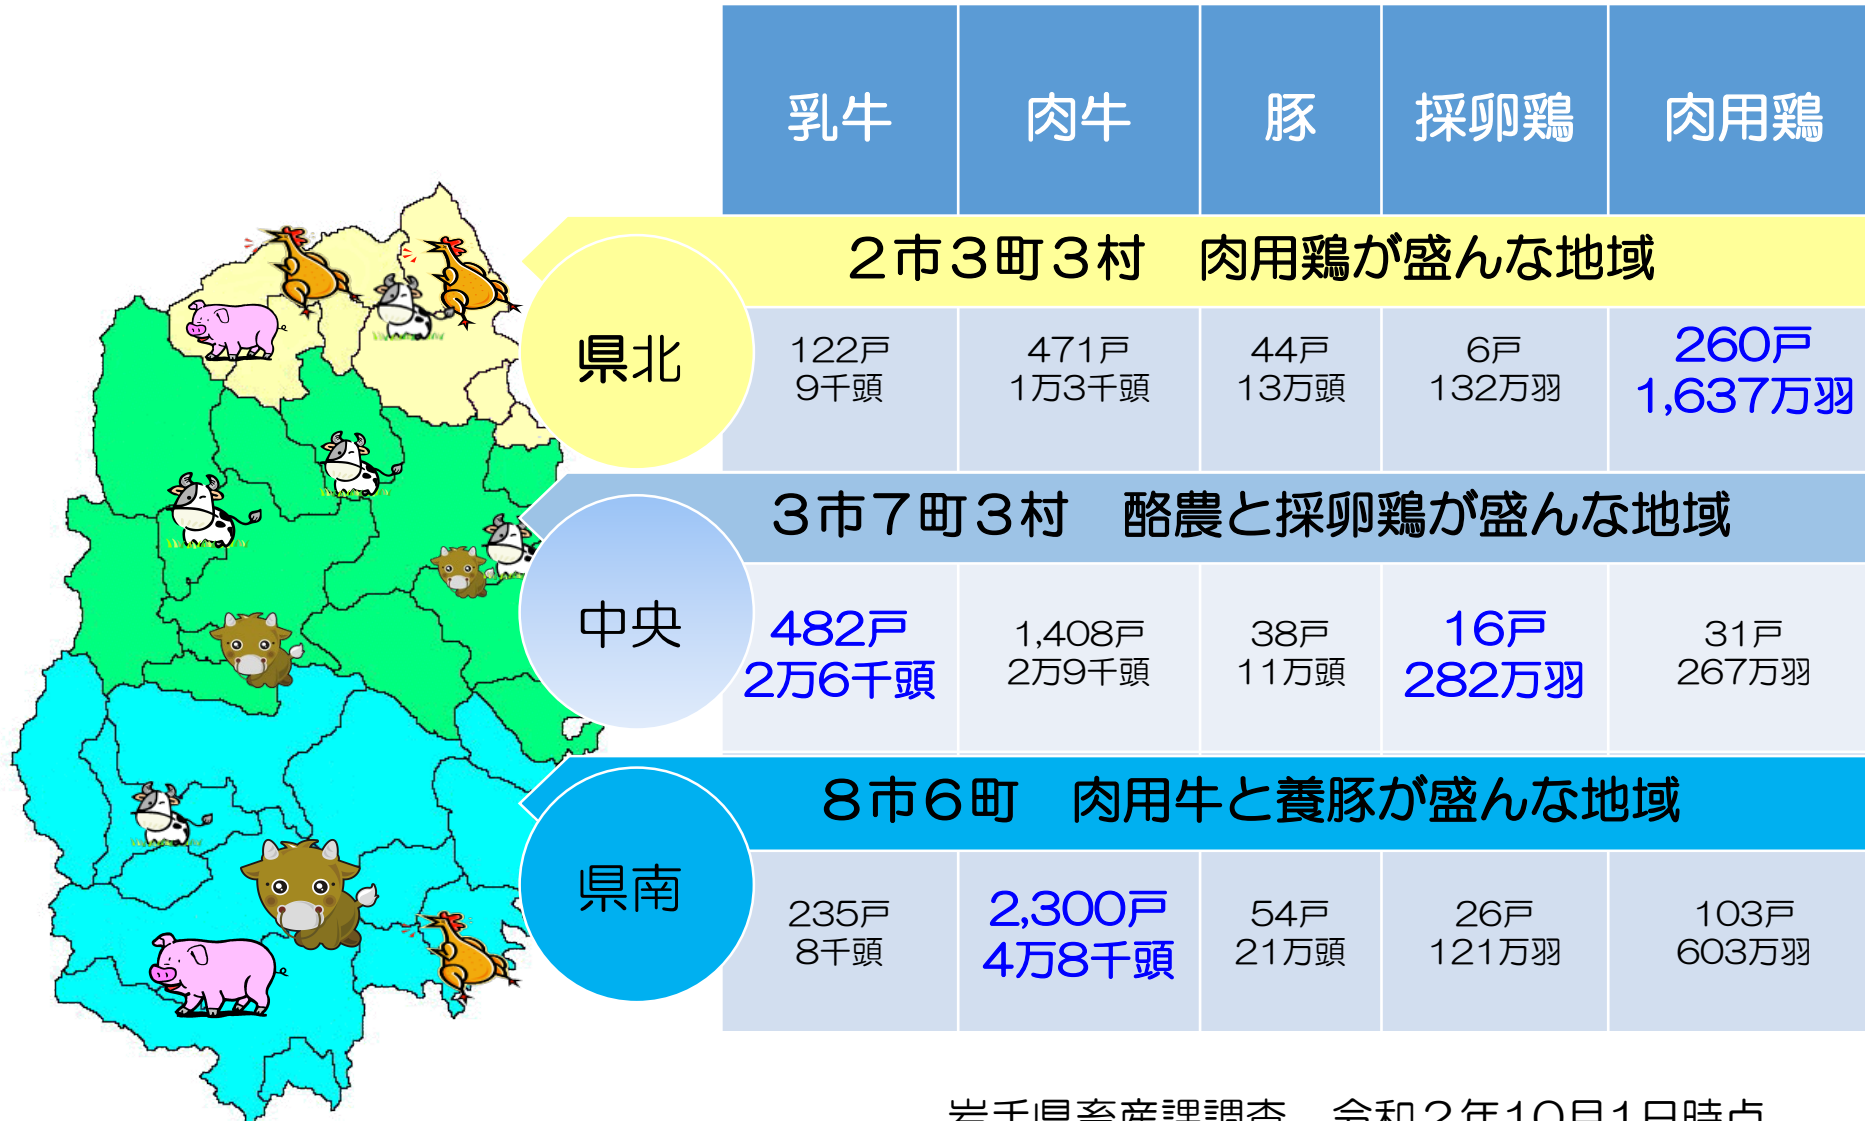 乳牛 肉牛 豚 採卵鶏 肉用鶏
2市3町3村　肉用鶏が盛んな地域
県北
122戸 471戸 44戸 6戸 260戸
9千頭 1万3千頭 13万頭 132万羽 1,637万羽
3市7町3村　酪農と採卵鶏が盛んな地域
中央
482戸 1,408戸 38戸 16戸 31戸
2万6千頭 2万9千頭 11万頭 282万羽 267万羽
8市6町　肉用牛と養豚が盛んな地域
県南
235戸 2,300戸 54戸 26戸 103戸
8千頭 4万8千頭 21万頭 121万羽 603万羽
岩手県畜産課調査　令和2年10月1日時点